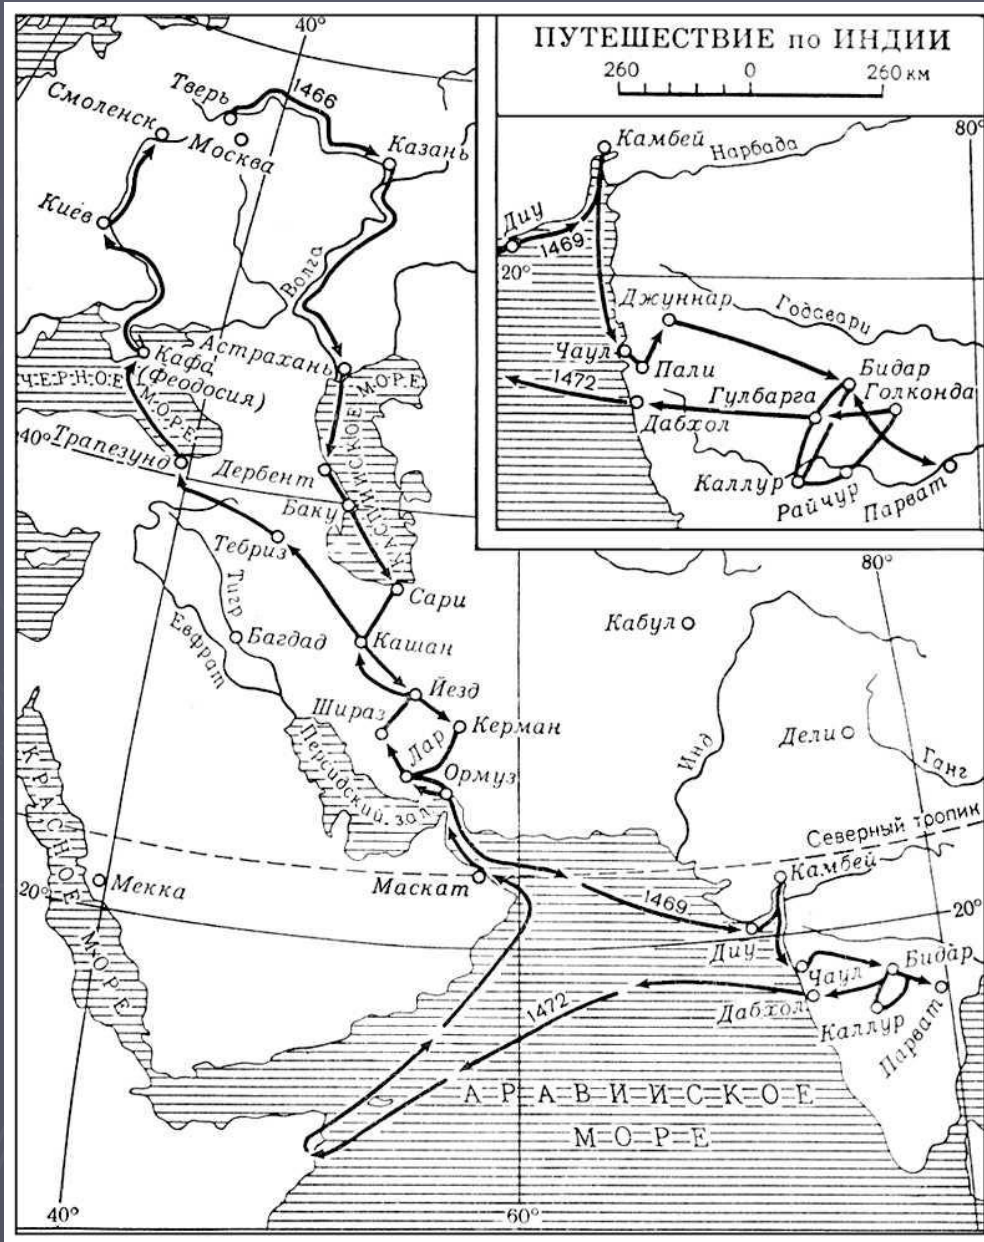 40°
Тверь
1466
Смоленск
Москва
Казань
Киев
Волга
Астрахань
Кафа
(Феодосия)
ЧЕРНОЕ
МОРЕ
КАСПИЙСКОЕ МОРЕ
40°
Трапезунд
Дербент
Баку
Тебриз
Сари
Тигр
Евфрат
Багдад
Кашан
Йезд
Шираз
Лар
Керман
Ормуз
Персидский зал.
КРАСНОЕ
МОРЕ
20°
Мекка
Маскат
ПУТЕШЕСТВИЕ по ИНДИИ
260 0 260 км
80°
Камбей
Нарбада
Диу
1469
20°
Джуннар
Годавари
Чаул
Пали
Бидар
1472
Гулбарга
Голконда
Дабхол
Каллур
Райчур
Парват
80°
Кабул
Инд
Дели
Ганг
Северный тропик
Камбей
1469
20°
Диу
Чаул
Бидар
Дабхол
Каллур
Парват
1472
АРАВИЙСКОЕ
МОРЕ
40°
60°